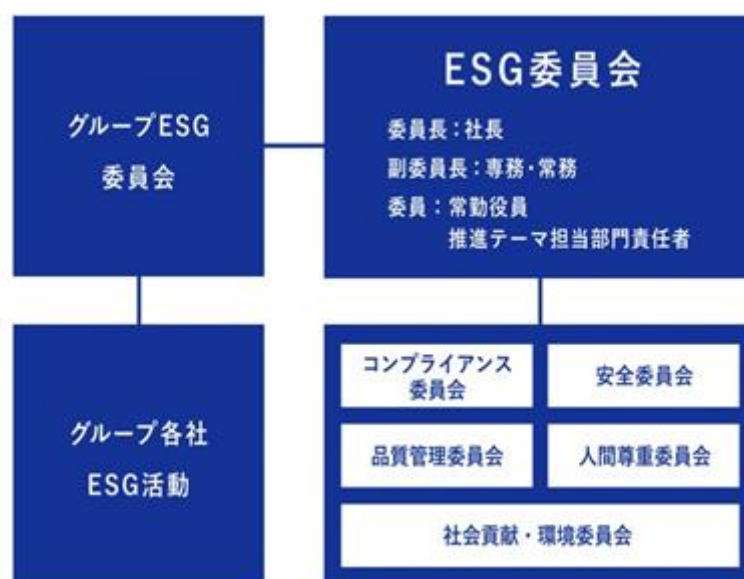 グループESG
委員会
ESG委員会
委員長：社長
副委員長：専務・常務
委員：常勤役員
推進テーマ担当部門責任者
グループ各社
ESG活動
コンプライアンス
委員会
安全委員会
品質管理委員会
人間尊重委員会
社会貢献・環境委員会